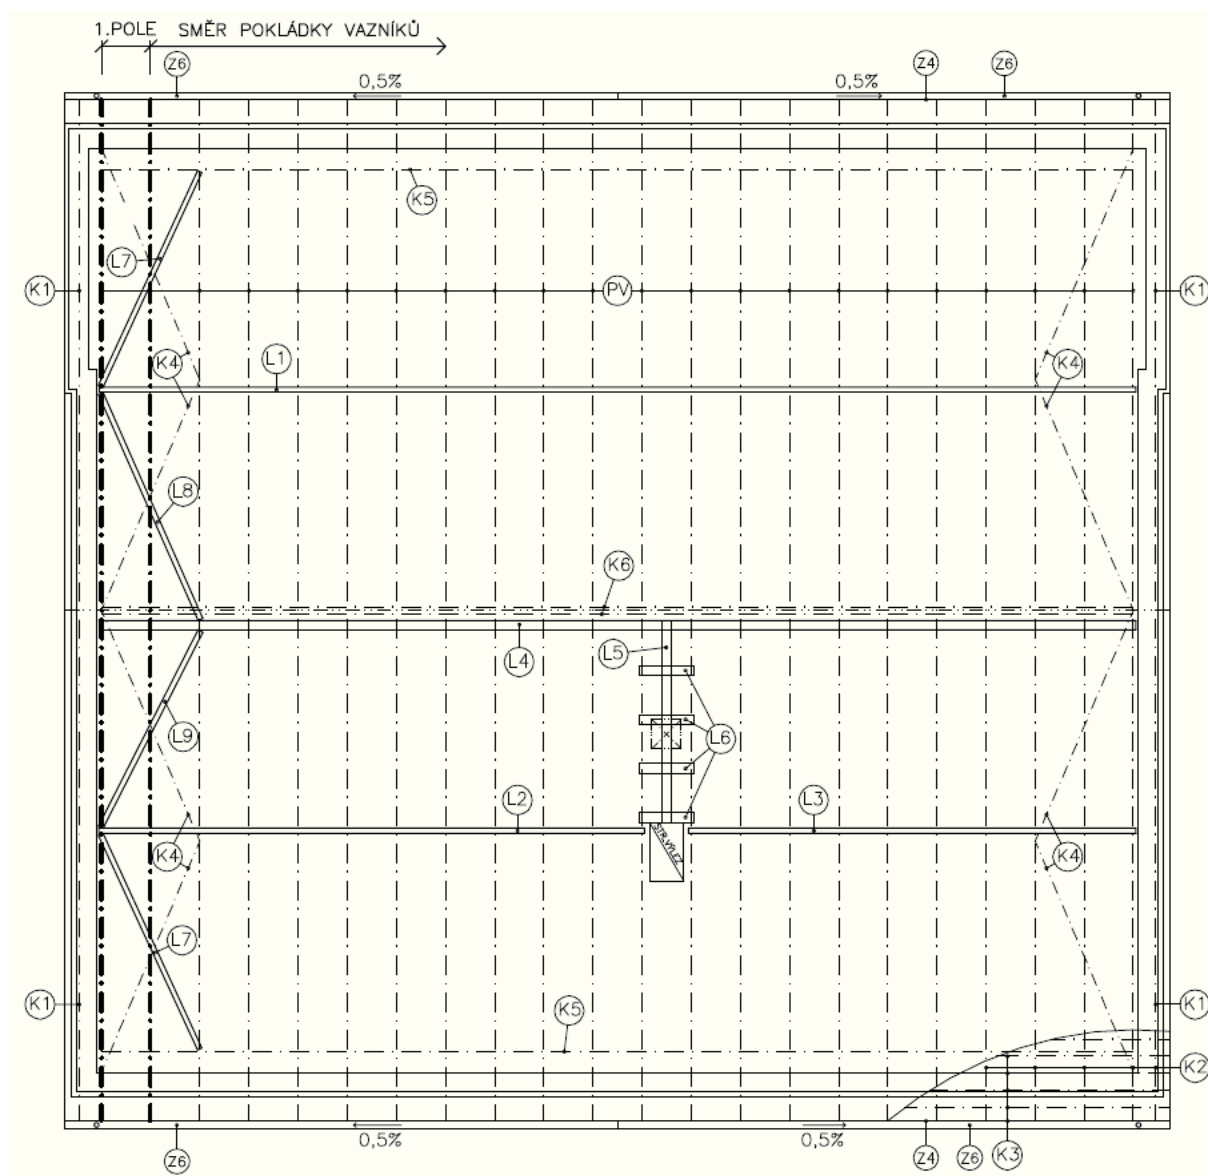 1.POLE SMĚR POKLÁDKY VAZNÍKŮ
Z6 Z4 Z6
0,5% 0,5%
K5
L7
K1 PV K1
K4 L1 K4
L8
K6
L4 L5
L9 L6
L2 L3
STR.VÝLEZ
K4 K4
L7
K1 K5 K1
K2
0,5% 0,5%
Z6 Z4 Z6 K3